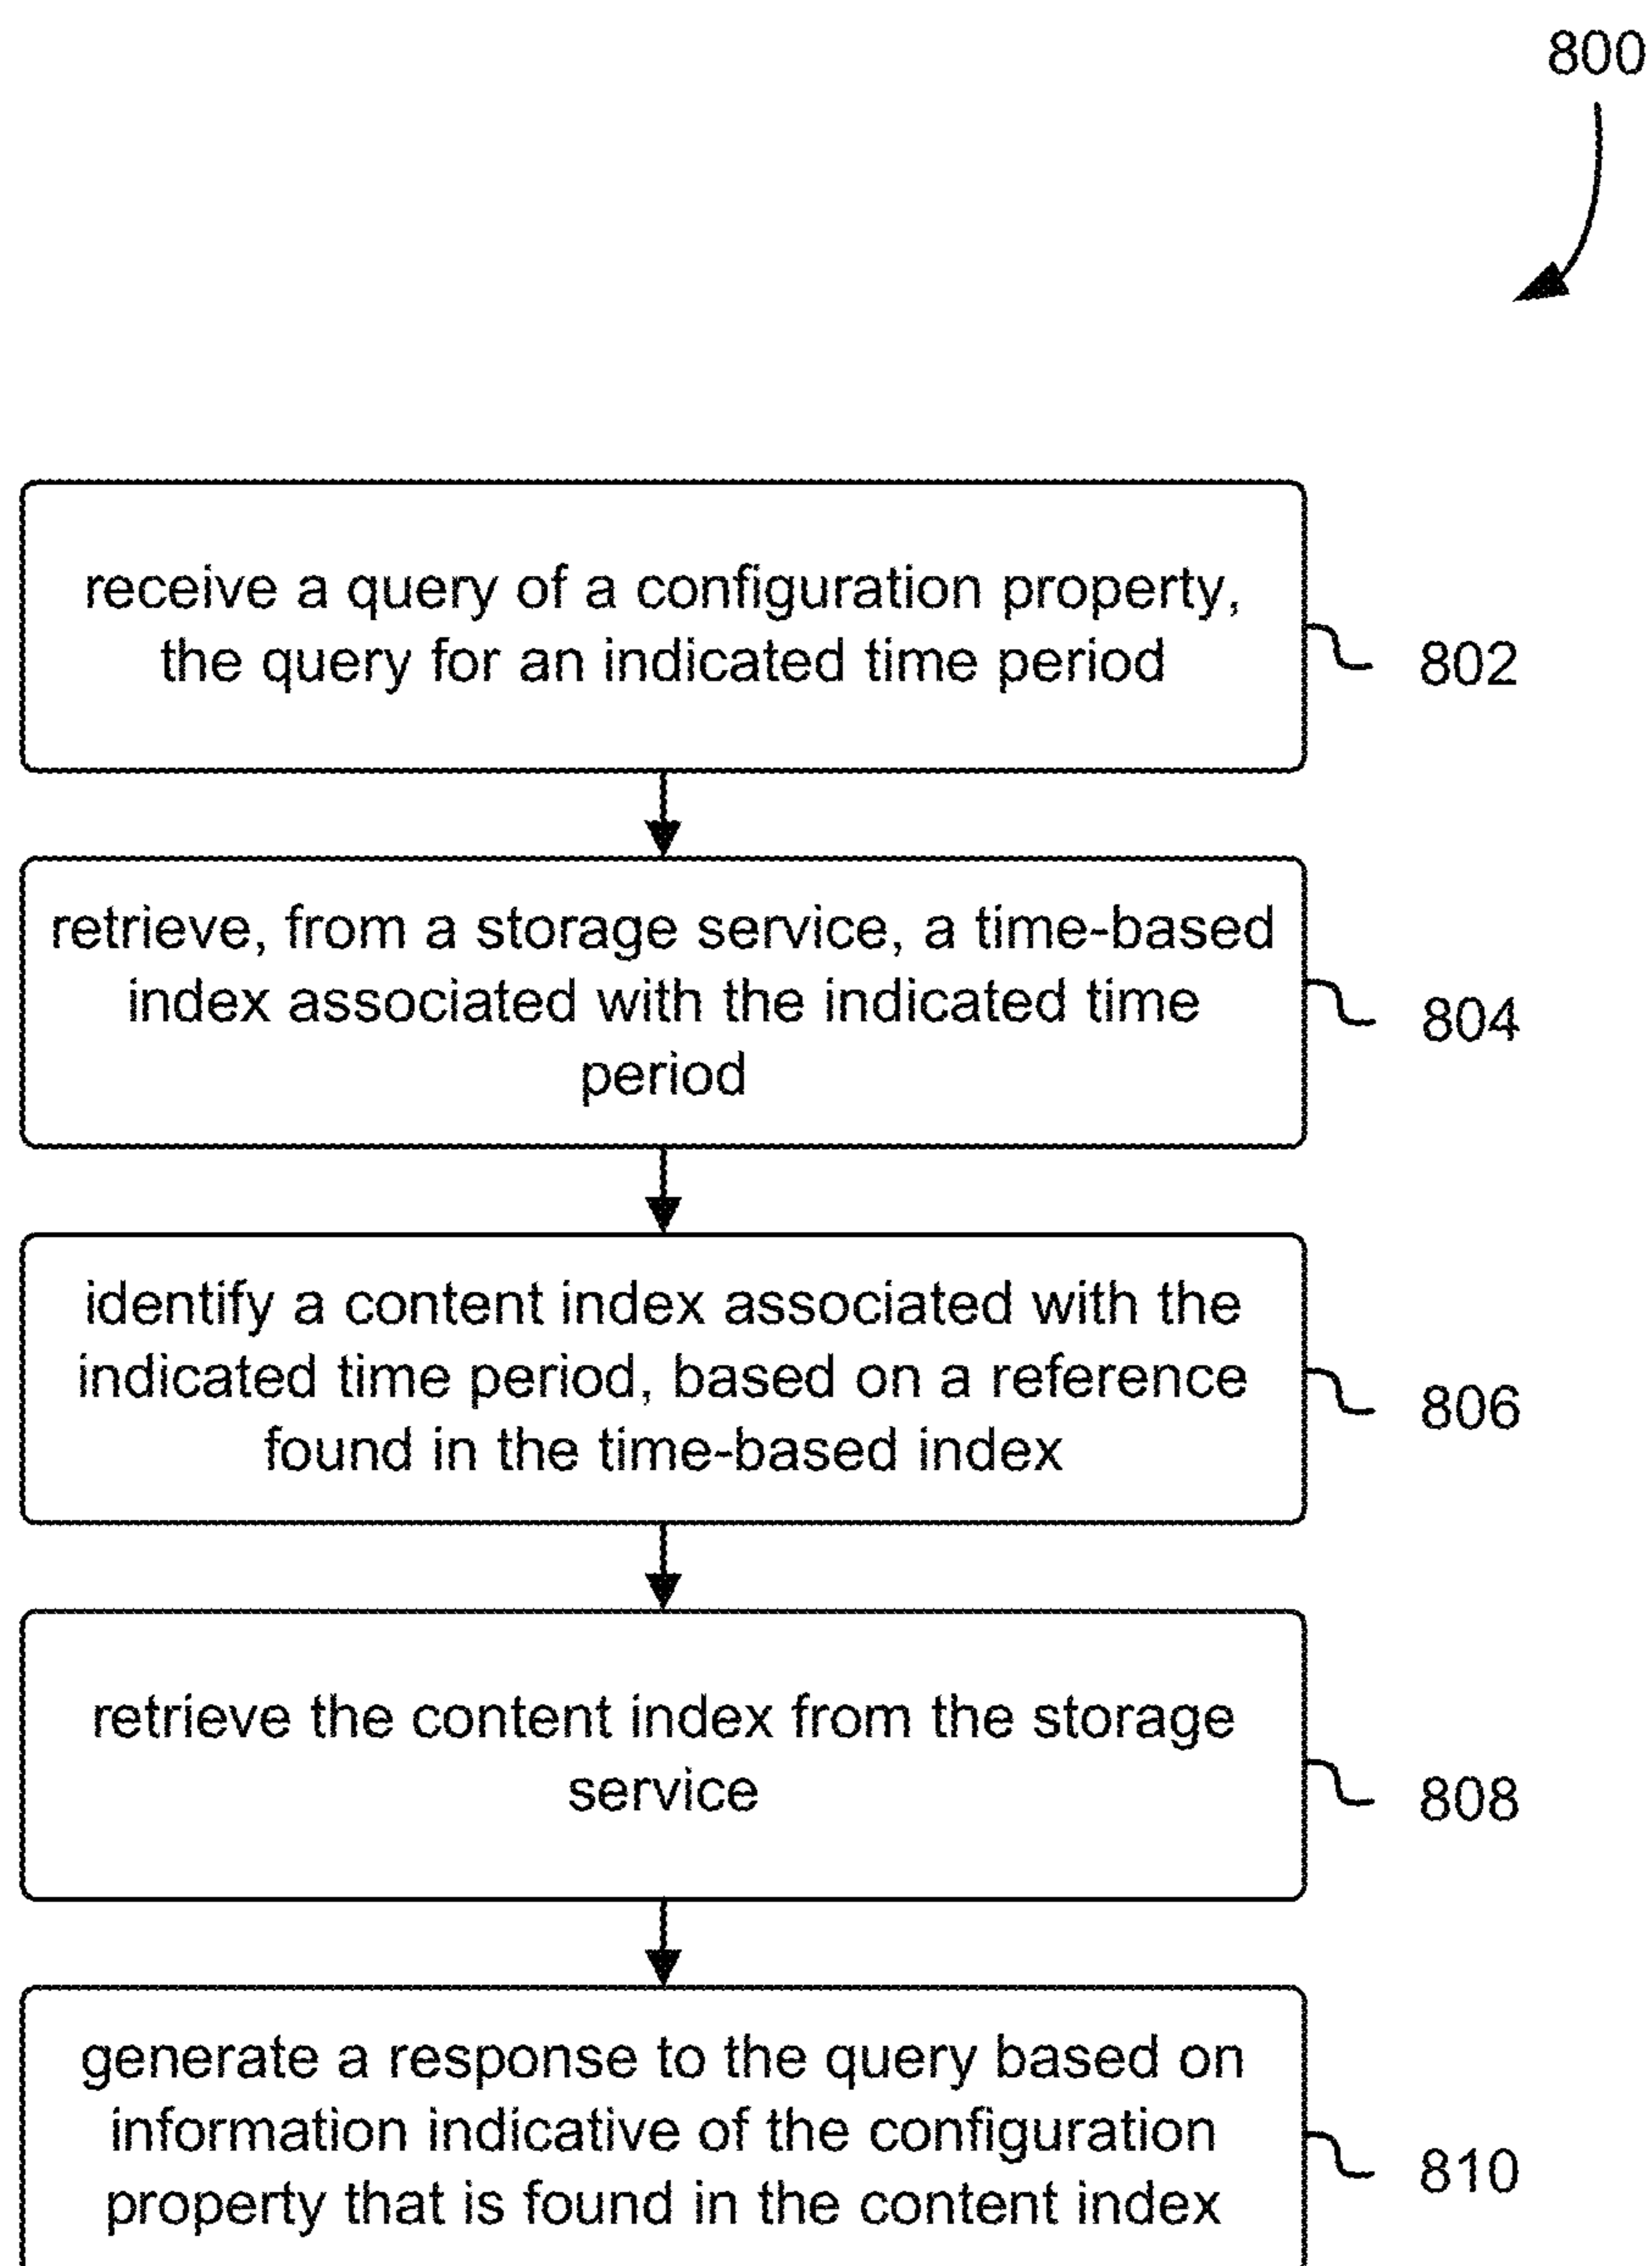 800
receive a query of a configuration property,
the query for an indicated time period
802
retrieve, from a storage service, a time-based
index associated with the indicated time
period
804
identify a content index associated with the
indicated time period, based on a reference
found in the time-based index
806
retrieve the content index from the storage
service
808
generate a response to the query based on
information indicative of the configuration
property that is found in the content index
810